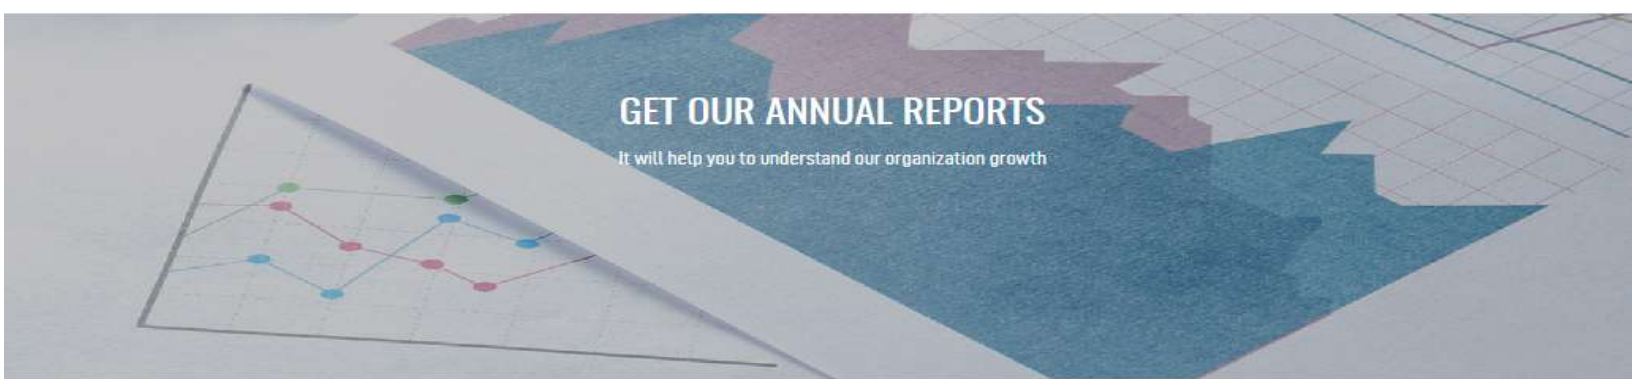 GET OUR ANNUAL REPORTS
It will help you to understand our organization growth